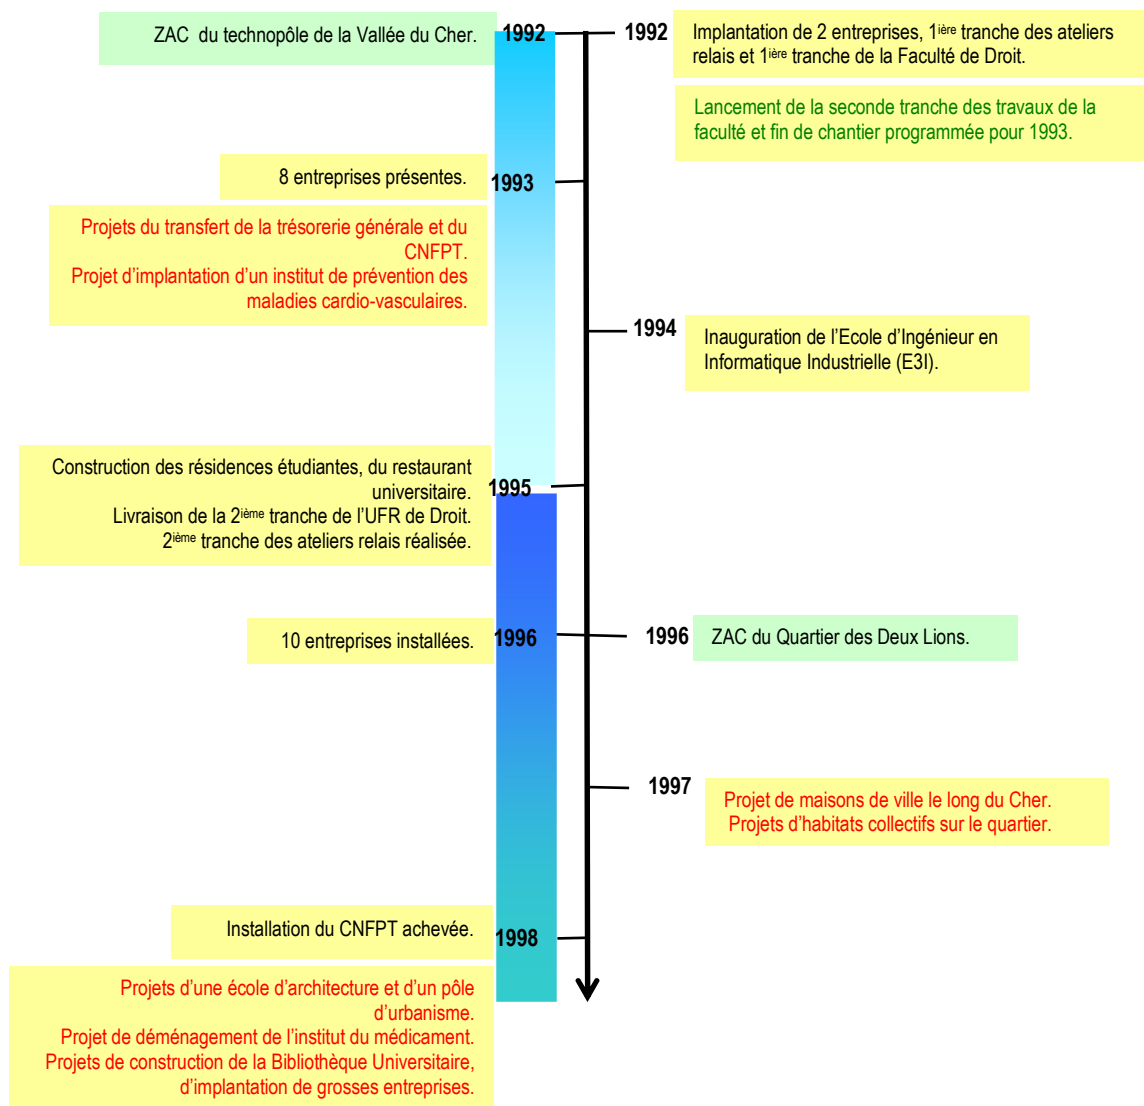 ZAC du technopôle de la Vallée du Cher.
1992
1992
Implantation de 2 entreprises, 1ière tranche des ateliers
relais et 1ière tranche de la Faculté de Droit.
Lancement de la seconde tranche des travaux de la
faculté et fin de chantier programmée pour 1993.
8 entreprises présentes.
1993
Projets du transfert de la trésorerie générale et du
CNFPT.
Projet d’implantation d’un institut de prévention des
maladies cardio-vasculaires.
1994
Inauguration de l’Ecole d’Ingénieur en
Informatique Industrielle (E3I).
Construction des résidences étudiantes, du restaurant
universitaire.
Livraison de la 2ième tranche de l’UFR de Droit.
2ième tranche des ateliers relais réalisée.
1995
10 entreprises installées.
1996
1996
ZAC du Quartier des Deux Lions.
1997
Projet de maisons de ville le long du Cher.
Projets d’habitats collectifs sur le quartier.
Installation du CNFPT achevée.
1998
Projets d’une école d’architecture et d’un pôle
d’urbanisme.
Projet de déménagement de l’institut du médicament.
Projets de construction de la Bibliothèque Universitaire,
d’implantation de grosses entreprises.